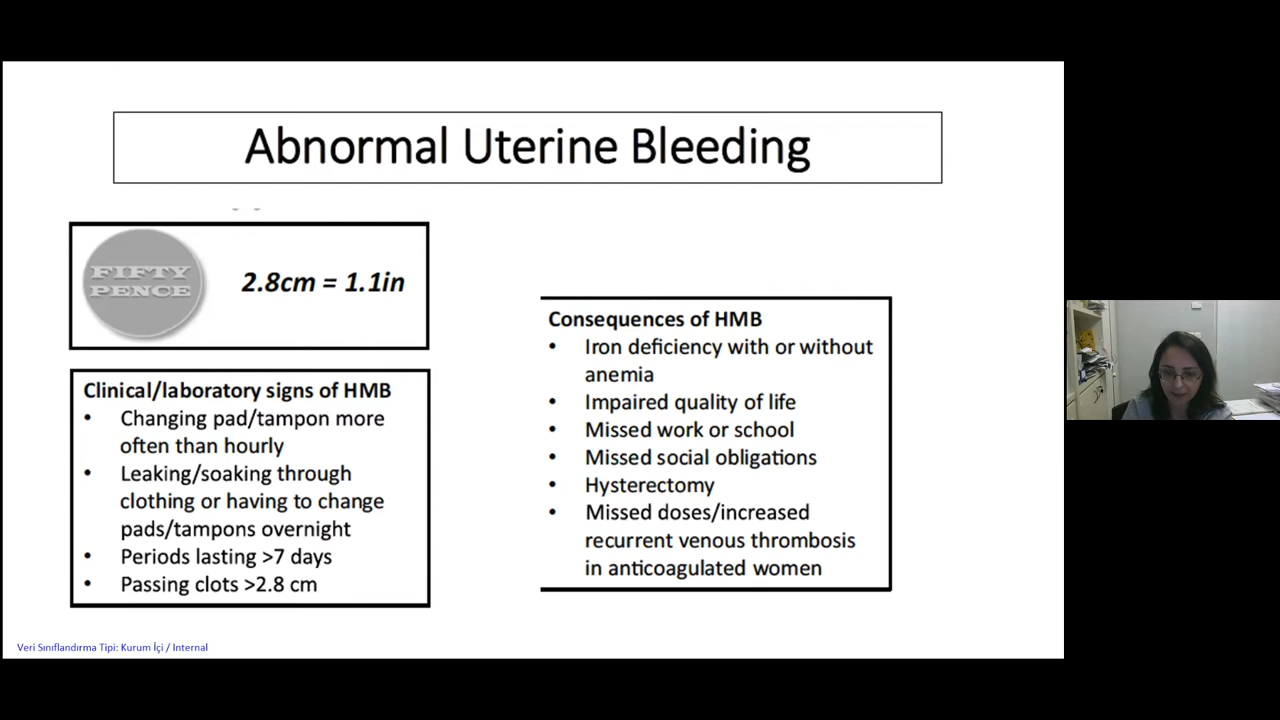 Abnormal Uterine Bleeding
FIFTY
PENCE
2.8cm = 1.1in
Clinical/laboratory signs of HMB
• Changing pad/tampon more
often than hourly
• Leaking/soaking through
clothing or having to change
pads/tampons overnight
• Periods lasting >7 days
• Passing clots >2.8 cm
Consequences of HMB
• Iron deficiency with or without
anemia
• Impaired quality of life
• Missed work or school
• Missed social obligations
• Hysterectomy
• Missed doses/increased
recurrent venous thrombosis
in anticoagulated women
Veri Sınıflandırma Tipi: Kurum İçi / Internal